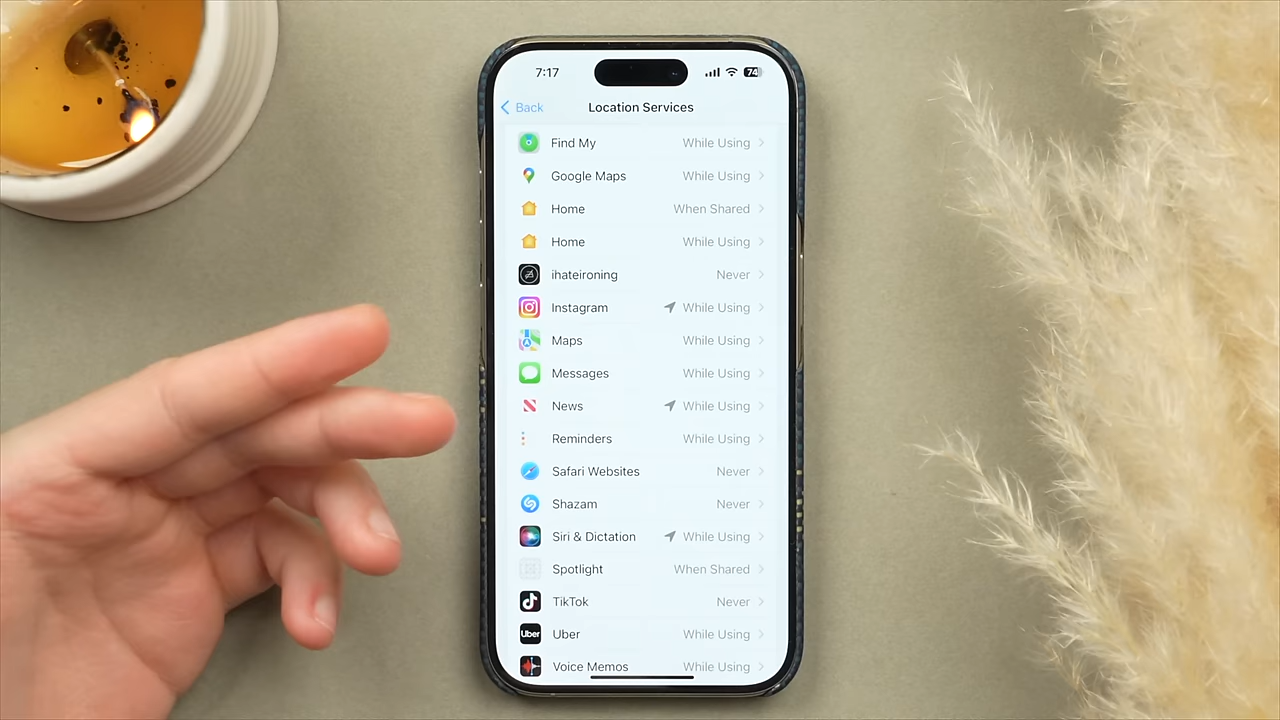 7:17 74
Back Location Services
Find My While Using
Google Maps While Using
Home When Shared
Home While Using
ihateironing Never
Instagram While Using
Maps While Using
Messages While Using
News While Using
Reminders While Using
Safari Websites Never
Shazam Never
Siri & Dictation While Using
Spotlight When Shared
TikTok Never
Uber Uber While Using
Voice Memos While Using